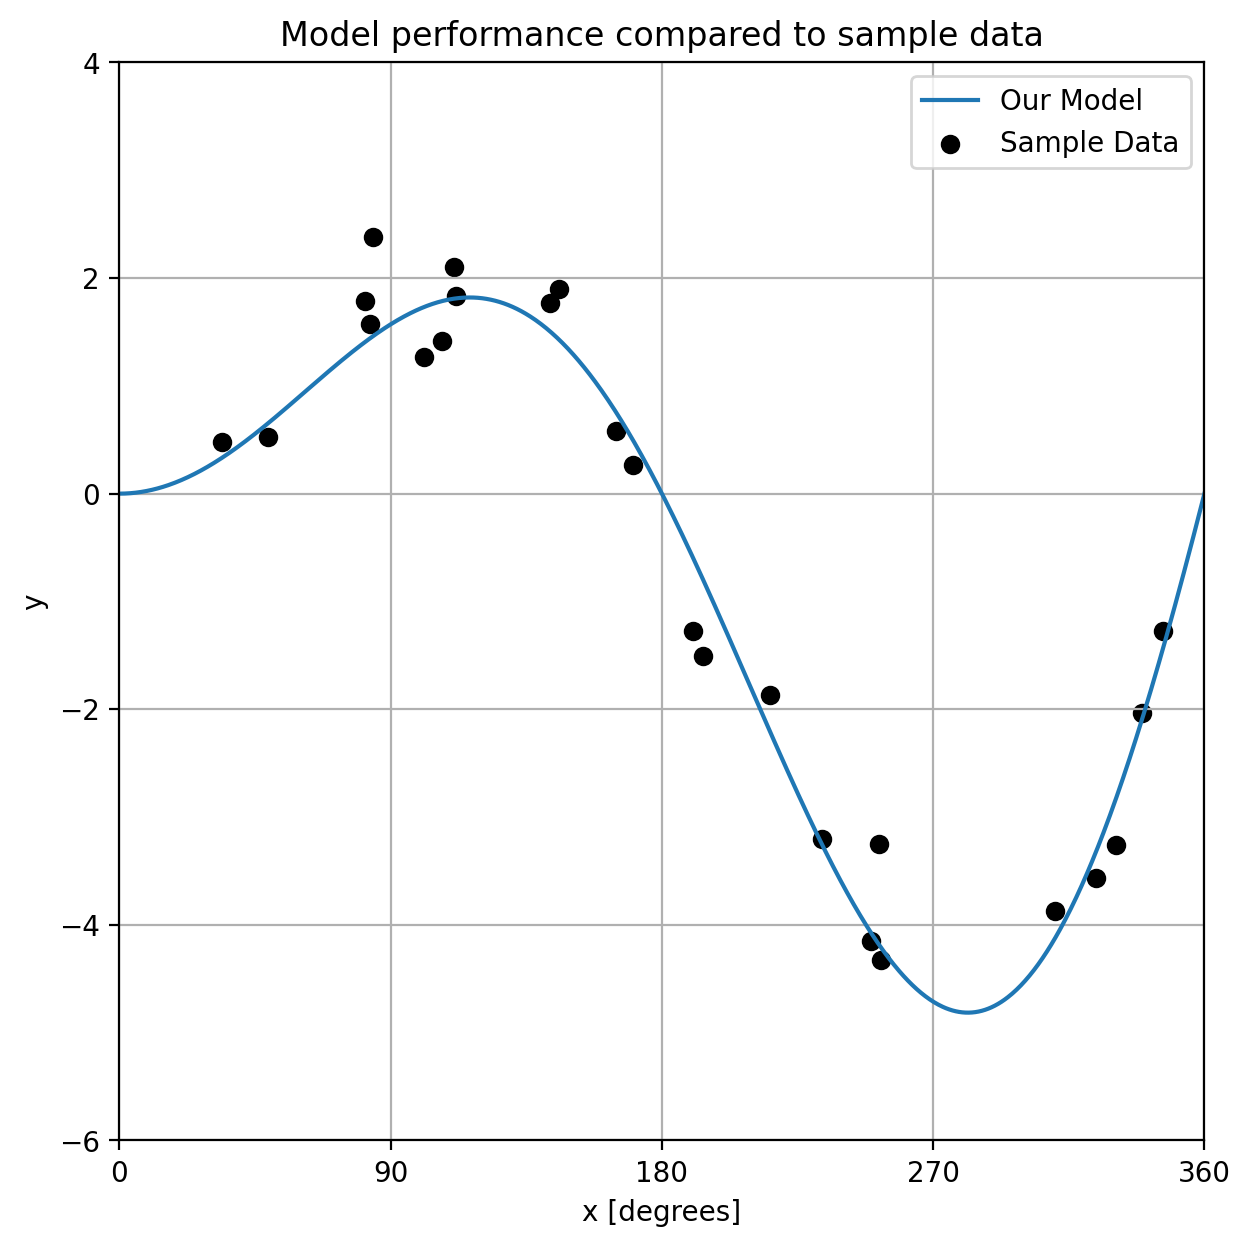 Model performance compared to sample data
4
Our Model
Sample Data
2
0
y
−2
−4
−6
0 90 180 270 360
x [degrees]